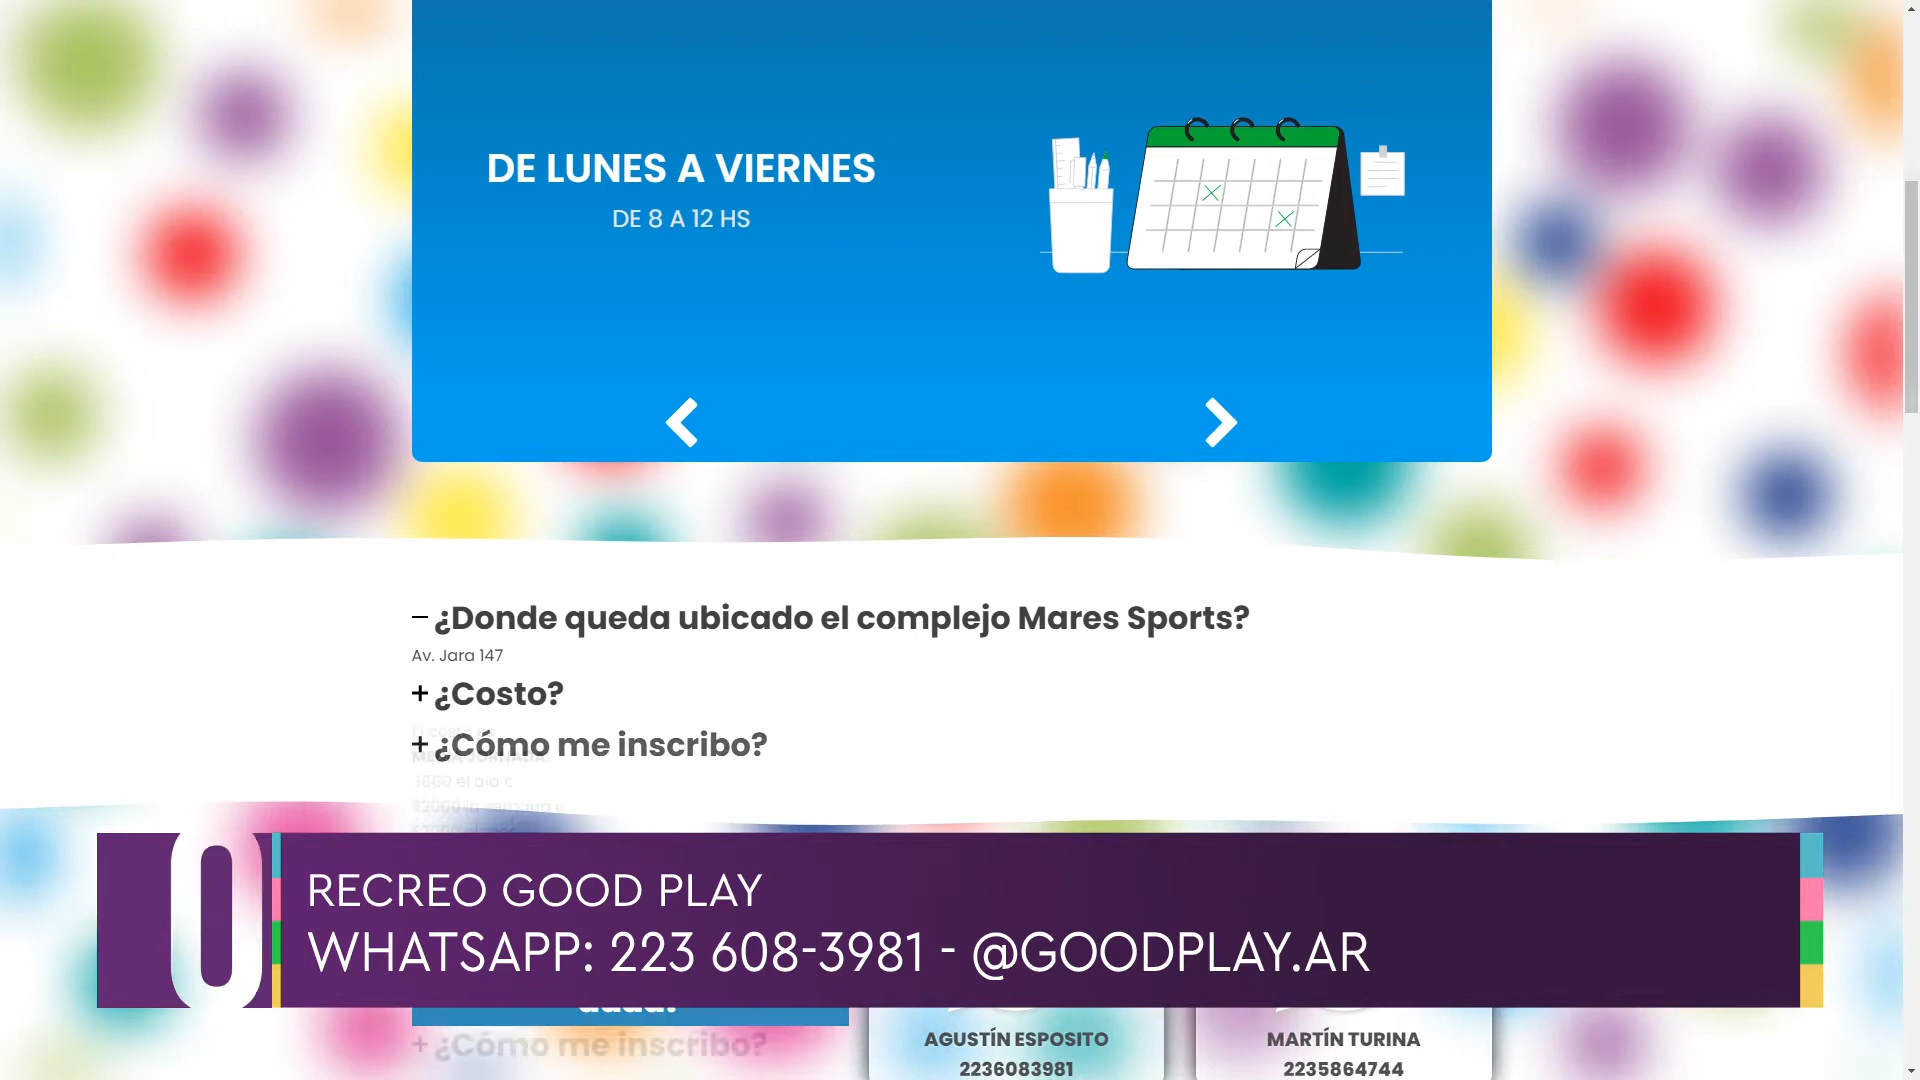 DE LUNES A VIERNES
DE 8 A 12 HS
¿Donde queda ubicado el complejo Mares Sports?
Av. Jara 147
¿Costo?
¿Cómo me inscribo?
RECREO GOOD PLAY
WHATSAPP: 223 608-3981 - @GOODPLAY.AR
¿Cómo me inscribo?
AGUSTÍN ESPOSITO
2236083981
MARTÍN TURINA
2235864744